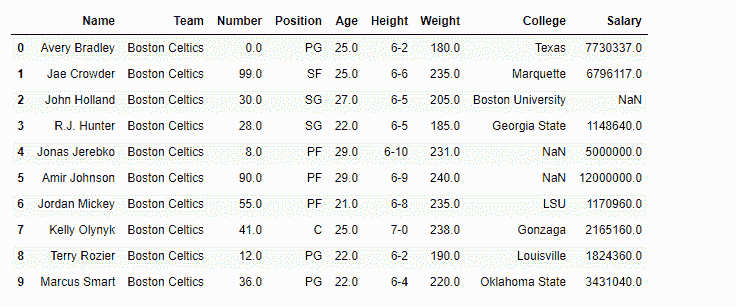 Name Team Number Position Age Height Weight College Salary
0 Avery Bradley Boston Celtics 0.0 PG 25.0 6-2 180.0 Texas 7730337.0
1 Jae Crowder Boston Celtics 99.0 SF 25.0 6-6 235.0 Marquette 6796117.0
2 John Holland Boston Celtics 30.0 SG 27.0 6-5 205.0 Boston University NaN
3 R.J. Hunter Boston Celtics 28.0 SG 22.0 6-5 185.0 Georgia State 1148640.0
4 Jonas Jerebko Boston Celtics 8.0 PF 29.0 6-10 231.0 NaN 5000000.0
5 Amir Johnson Boston Celtics 90.0 PF 29.0 6-9 240.0 NaN 12000000.0
6 Jordan Mickey Boston Celtics 55.0 PF 21.0 6-8 235.0 LSU 1170960.0
7 Kelly Olynyk Boston Celtics 41.0 C 25.0 7-0 238.0 Gonzaga 2165160.0
8 Terry Rozier Boston Celtics 12.0 PG 22.0 6-2 190.0 Louisville 1824360.0
9 Marcus Smart Boston Celtics 36.0 PG 22.0 6-4 220.0 Oklahoma State 3431040.0